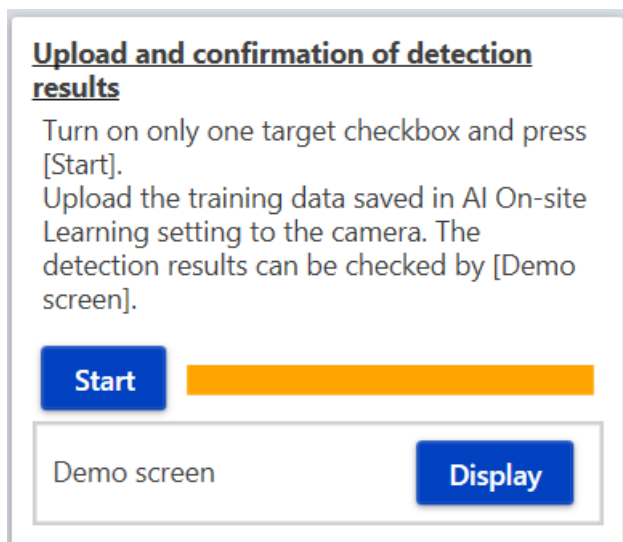 Upload and confirmation of detection
results
Turn on only one target checkbox and press
[Start].
Upload the training data saved in AI On-site
Learning setting to the camera. The
detection results can be checked by [Demo
screen].
Start
Demo screen
Display